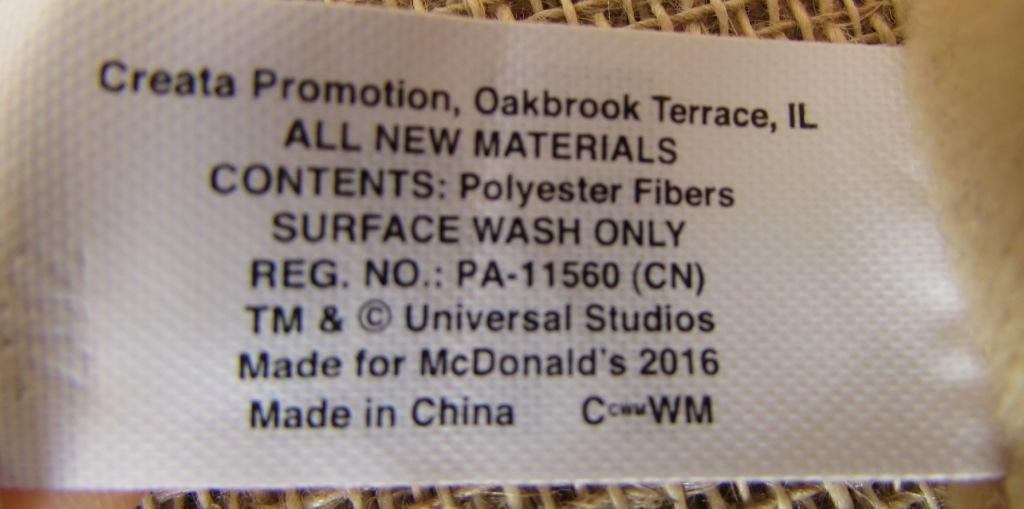 Creata Promotion, Oakbrook Terrace, IL
ALL NEW MATERIALS
CONTENTS: Polyester Fibers
SURFACE WASH ONLY
REG. NO.: PA-11560 (CN)
TM & © Universal Studios
Made for McDonald's 2016
Made in China CcwmWM